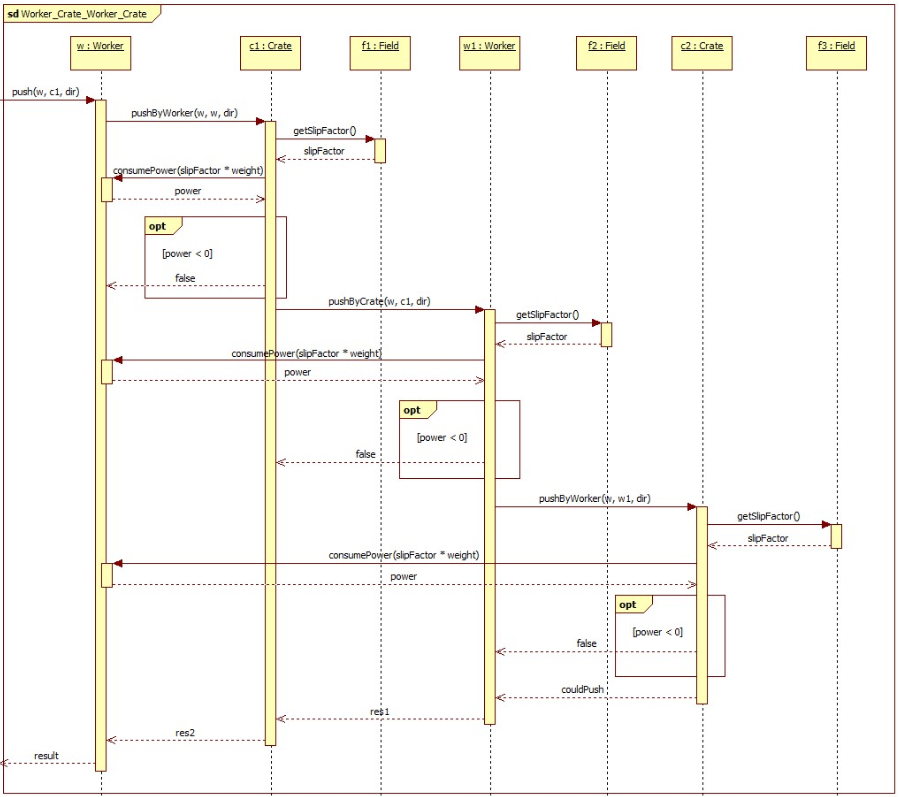 sd Worker_Crate_Worker_Crate
w : Worker
c1 : Crate
f1 : Field
w1 : Worker
f2 : Field
c2 : Crate
f3 : Field
push(w, c1, dir)
pushByWorker(w, w, dir)
getSlipFactor()
slipFactor
consumePower(slipFactor * weight)
power
opt
[power < 0]
false
pushByCrate(w, c1, dir)
getSlipFactor()
slipFactor
consumePower(slipFactor * weight)
power
opt
[power < 0]
false
pushByWorker(w, w1, dir)
getSlipFactor()
slipFactor
consumePower(slipFactor * weight)
power
opt
[power < 0]
false
couldPush
res1
res2
result